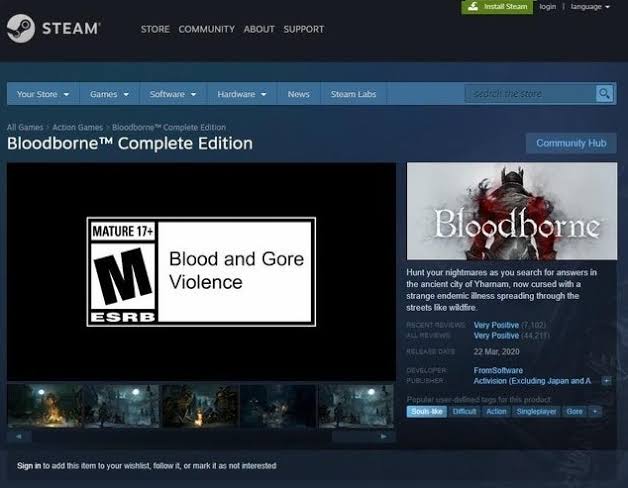 Install Steam login | language
STEAM®
STORE COMMUNITY ABOUT SUPPORT
Your Store Games Software Hardware News Steam Labs search the store
All Games > Action Games > Bloodborne™ Complete Edition
Bloodborne™ Complete Edition
Community Hub
MATURE 17+
M
ESRB
Blood and Gore
Violence
Bloodborne
Hunt your nightmares as you search for answers in
the ancient city of Yharnam, now cursed with a
strange endemic illness spreading through the
streets like wildfire.
RECENT REVIEWS: Very Positive (7,102)
ALL REVIEWS: Very Positive (44,211)
RELEASE DATE: 22 Mar, 2020
DEVELOPER: FromSoftware
PUBLISHER: Activision (Excluding Japan and A +
Popular user-defined tags for this product:
Souls-like Difficult Action Singleplayer Gore +
Sign in to add this item to your wishlist, follow it, or mark it as not interested